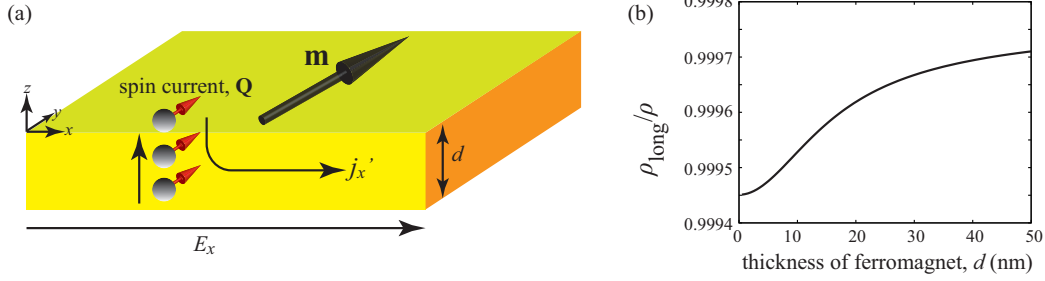 (a)
m
spin current, Q
z
y
x
d
jx'
Ex
(b)
0.9998
0.9997
0.9996
0.9995
0.9994
ρlong/ρ
0 10 20 30 40 50
thickness of ferromagnet, d (nm)